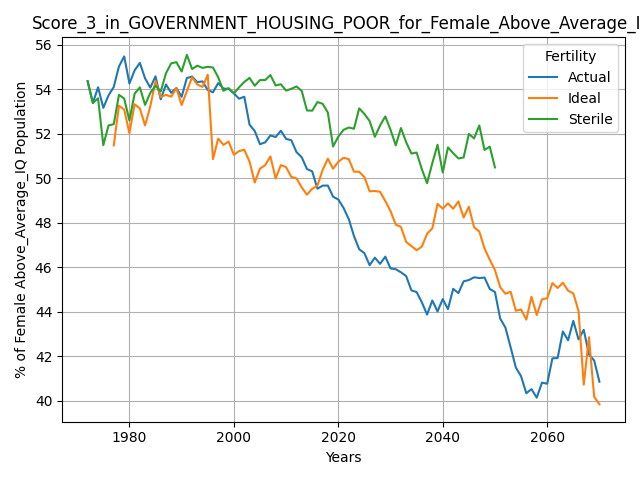 Score_3_in_GOVERNMENT_HOUSING_POOR_for_Female_Above_Average_I
% of Female Above_Average_IQ Population
56
54
52
50
48
46
44
42
40
Fertility
Actual
Ideal
Sterile
1980
2000
2020
2040
2060
Years